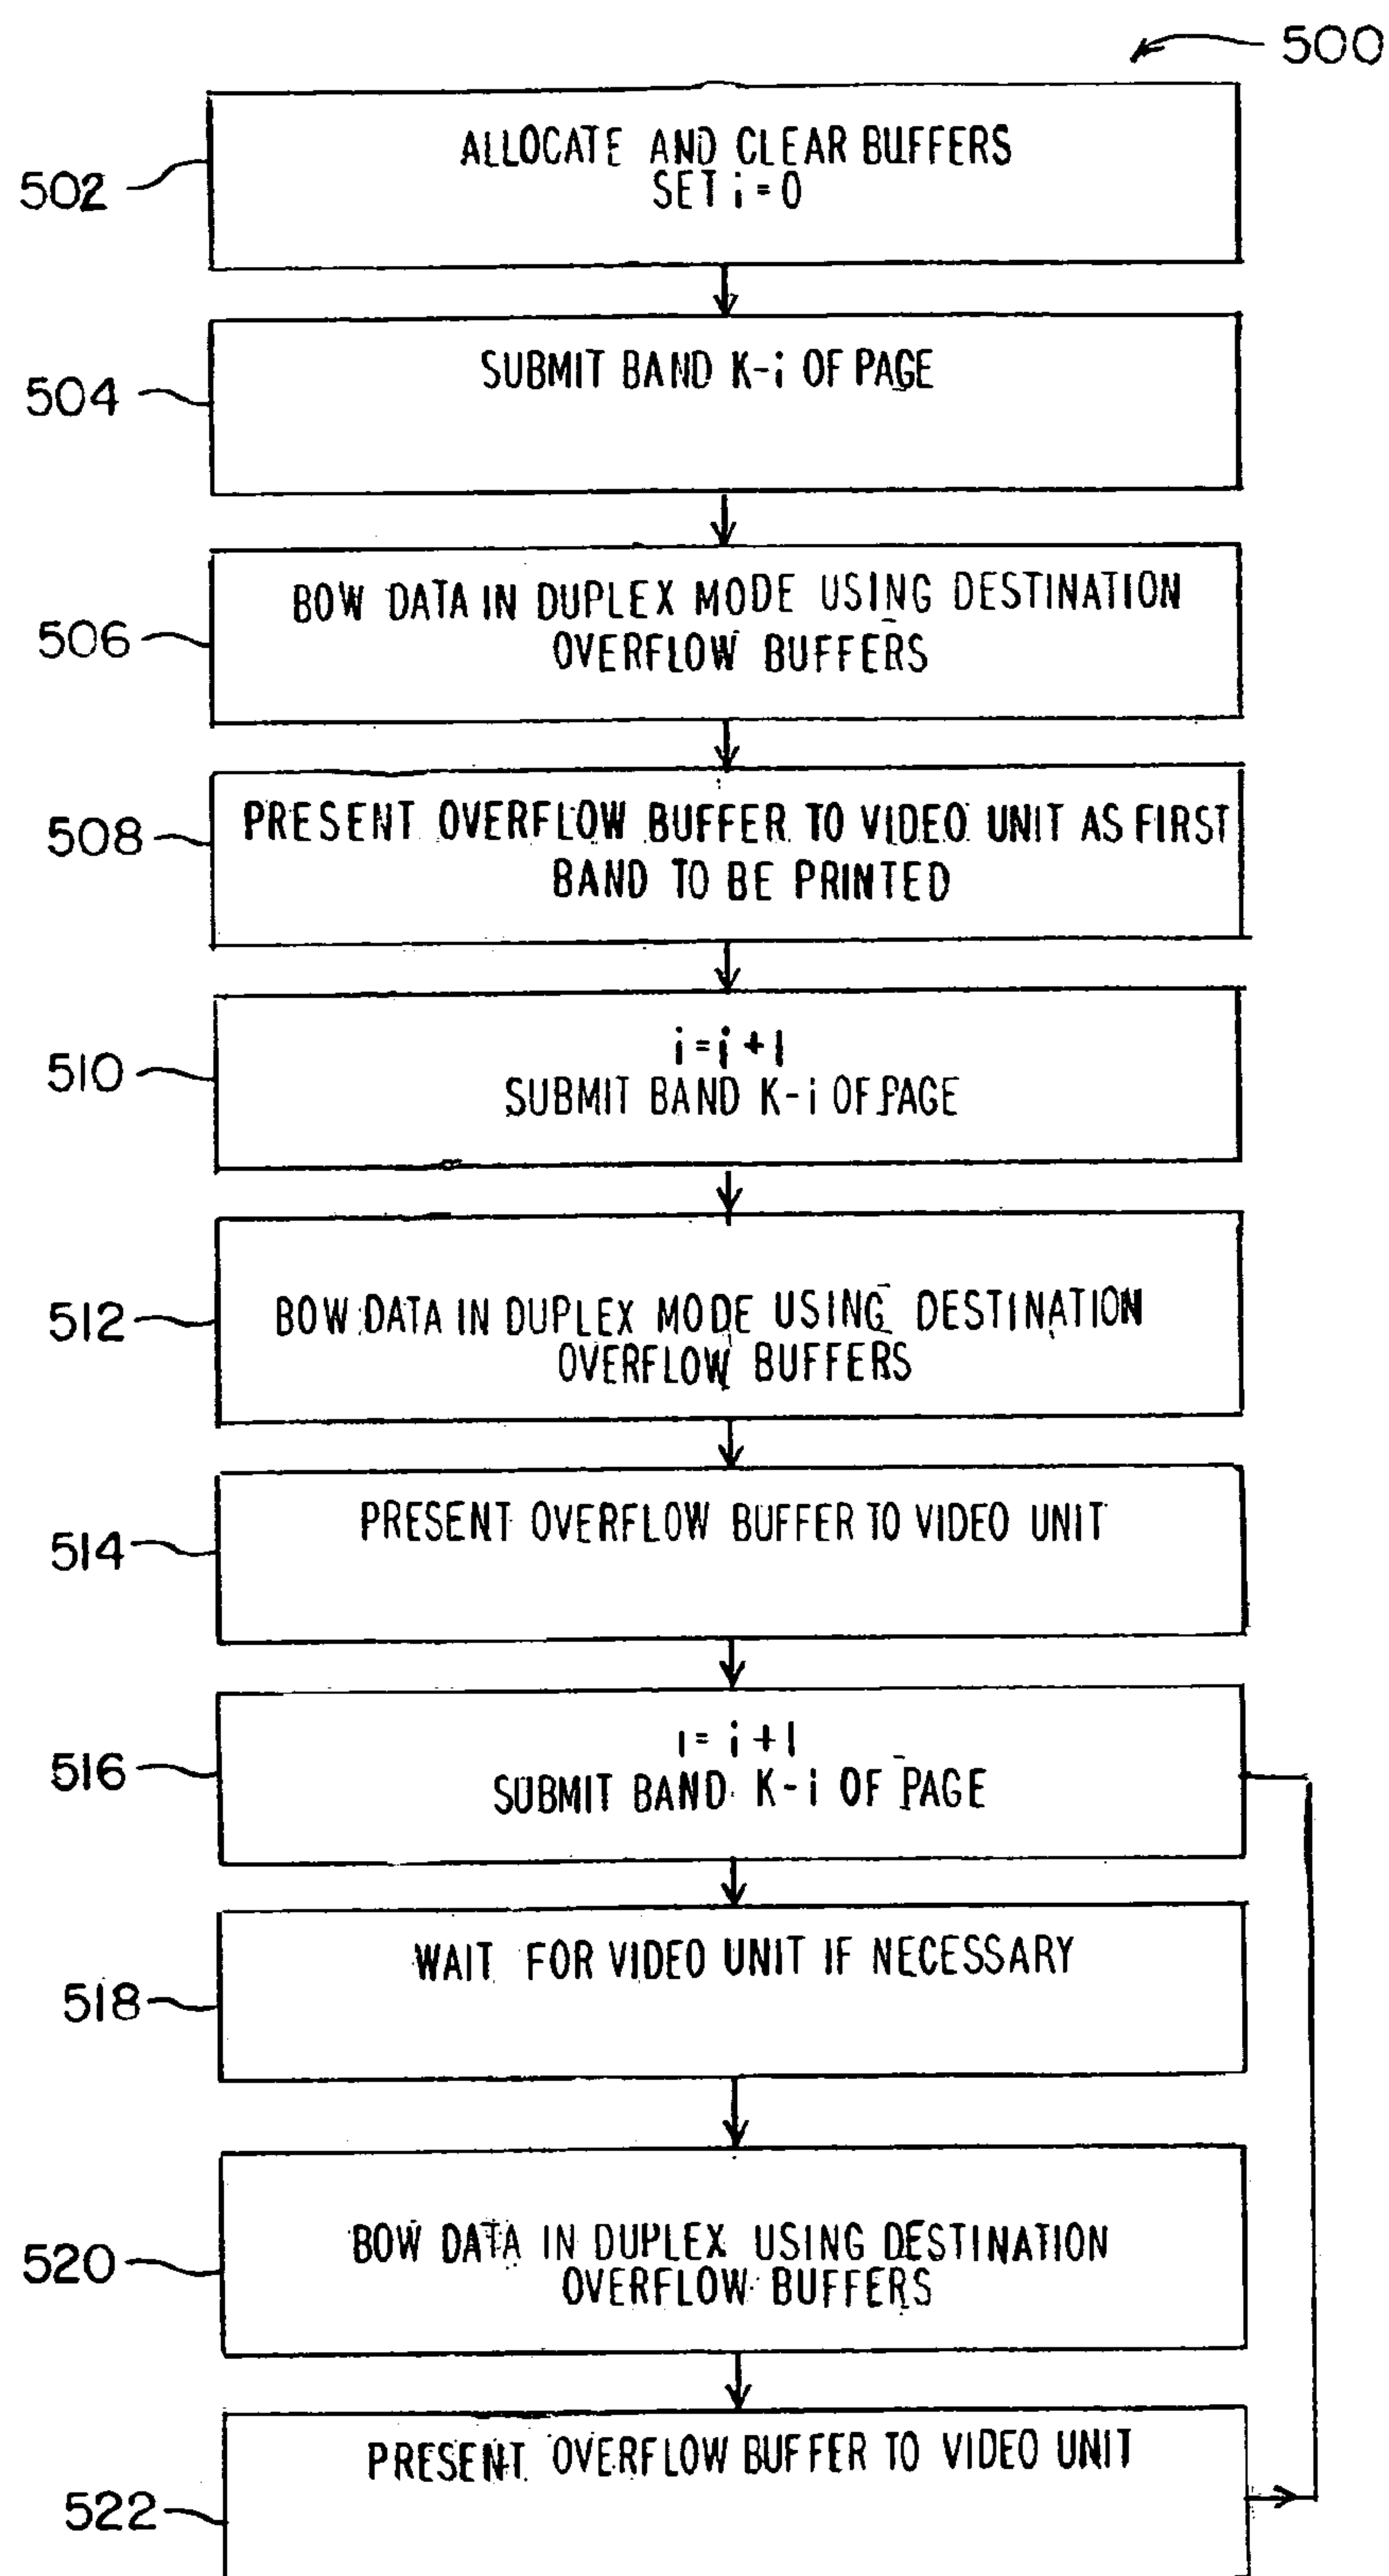 500
502
ALLOCATE AND CLEAR BUFFERS
SET i = 0
504
SUBMIT BAND K-i OF PAGE
506
BOW DATA IN DUPLEX MODE USING DESTINATION
OVERFLOW BUFFERS
508
PRESENT OVERFLOW BUFFER TO VIDEO UNIT AS FIRST
BAND TO BE PRINTED
510
i = i + 1
SUBMIT BAND K-i OF PAGE
512
BOW DATA IN DUPLEX MODE USING DESTINATION
OVERFLOW BUFFERS
514
PRESENT OVERFLOW BUFFER TO VIDEO UNIT
516
i = i + 1
SUBMIT BAND K-i OF PAGE
518
WAIT FOR VIDEO UNIT IF NECESSARY
520
BOW DATA IN DUPLEX USING DESTINATION
OVERFLOW BUFFERS
522
PRESENT OVERFLOW BUFFER TO VIDEO UNIT